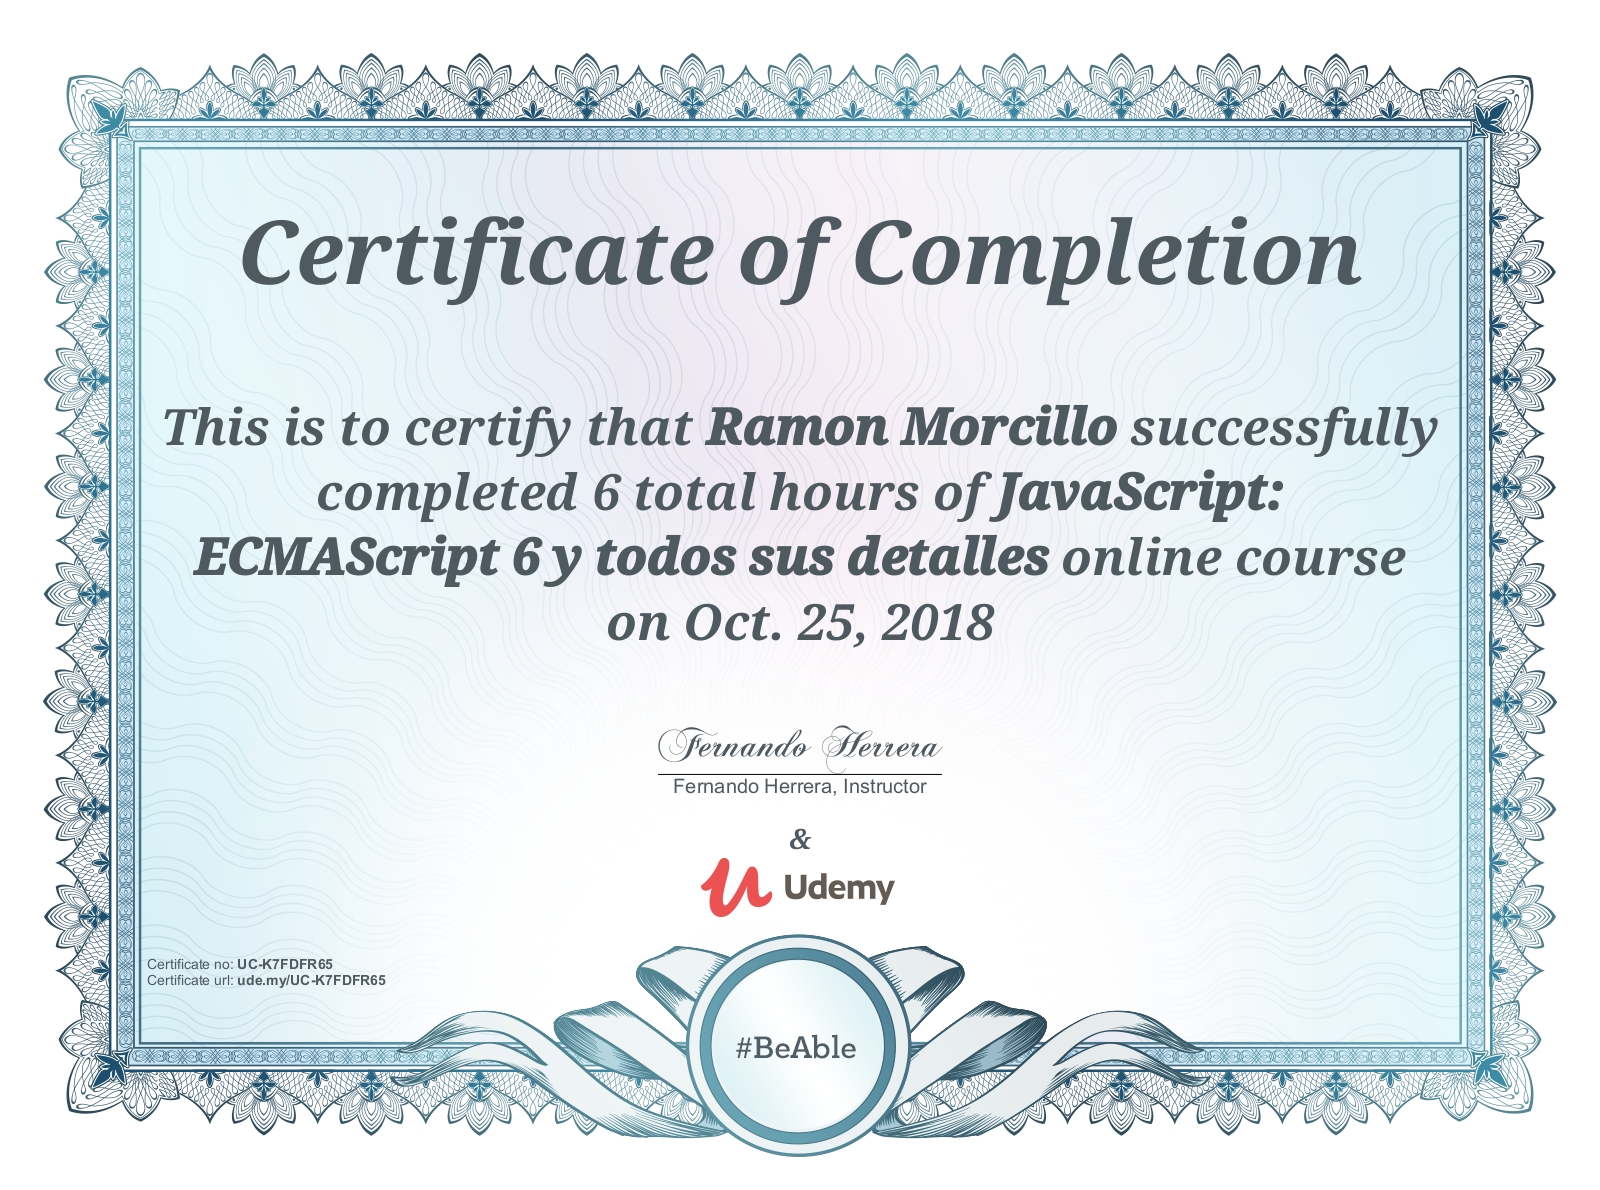 Certificate of Completion
This is to certify that Ramon Morcillo successfully
completed 6 total hours of JavaScript:
ECMAScript 6 y todos sus detalles online course
on Oct. 25, 2018
Fernando Herrera
Fernando Herrera, Instructor
&
Udemy
Certificate no: UC-K7FDFR65
Certificate url: ude.my/UC-K7FDFR65
#BeAble